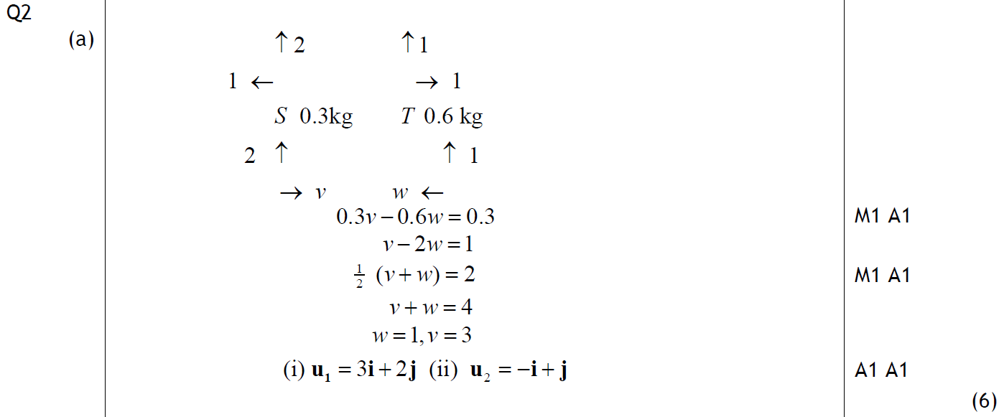 Q2
(a)
↑ 2 ↑ 1
1 ← → 1
S 0.3kg T 0.6 kg
2 ↑ ↑ 1
→ v w ←
0.3v − 0.6w = 0.3 M1 A1
v − 2w = 1
½ (v + w) = 2 M1 A1
v + w = 4
w = 1, v = 3
(i) u₁ = 3i + 2j (ii) u₂ = −i + j A1 A1
(6)